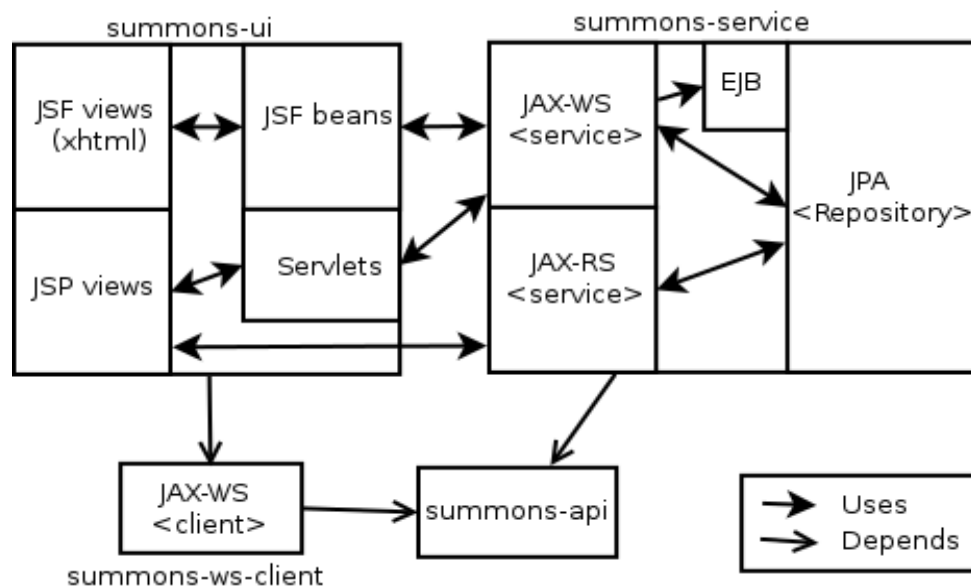 summons-ui
summons-service
JSF views
(xhtml)
JSF beans
JAX-WS
<service>
EJB
JPA
<Repository>
JSP views
Servlets
JAX-RS
<service>
JAX-WS
<client>
summons-ws-client
summons-api
Uses
Depends